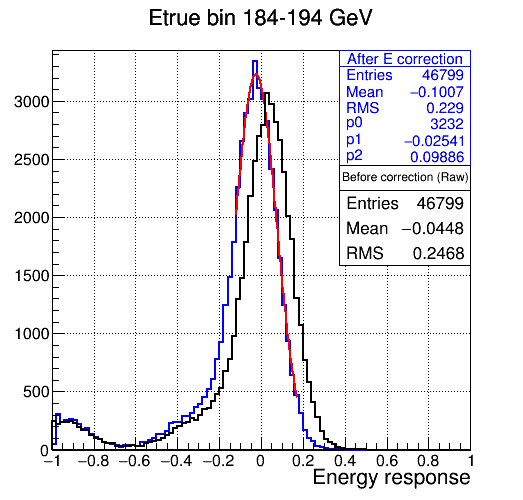 Etrue bin 184-194 GeV
After E correction
Entries 46799
Mean −0.1007
RMS 0.229
p0 3232
p1 −0.02541
p2 0.09886
Before correction (Raw)
Entries 46799
Mean −0.0448
RMS 0.2468
3000
2500
2000
1500
1000
500
0
−1 −0.8 −0.6 −0.4 −0.2 0 0.2 0.4 0.6 0.8 1
Energy response